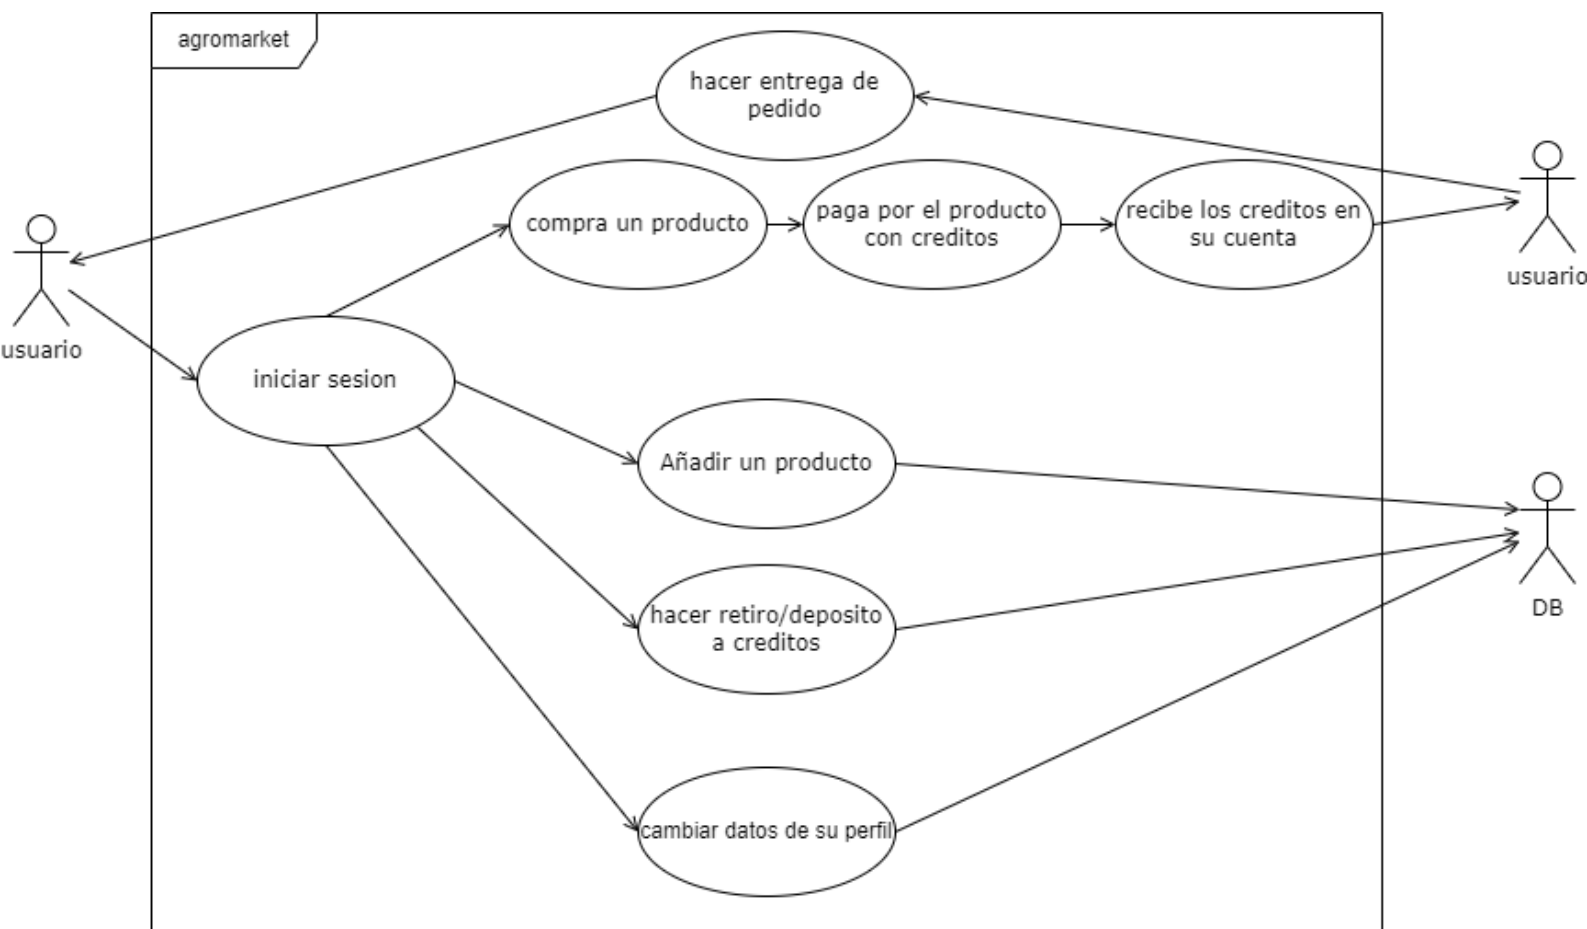 agromarket
hacer entrega de
pedido
compra un producto
paga por el producto
con creditos
recibe los creditos en
su cuenta
usuario
usuario
iniciar sesion
Añadir un producto
DB
hacer retiro/deposito
a creditos
cambiar datos de su perfil